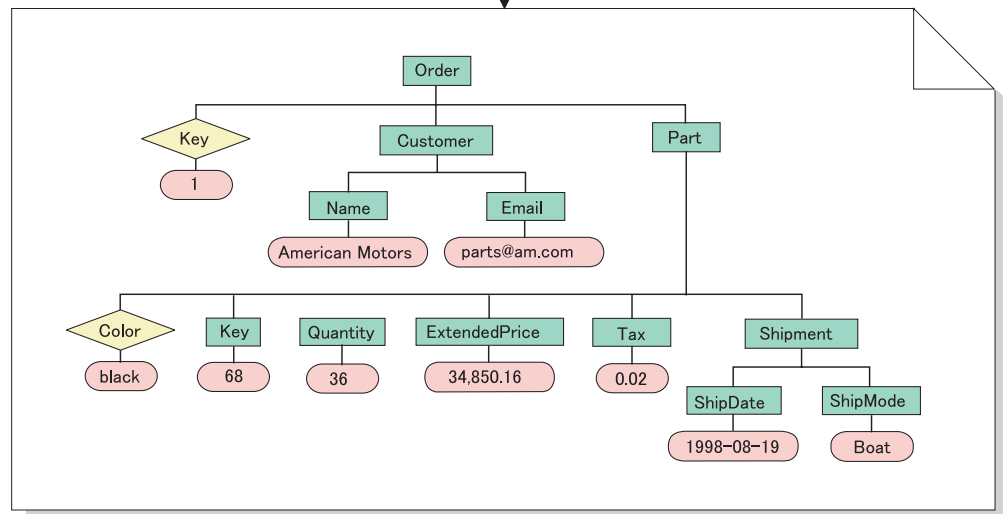 Order
Key
Customer
Part
1
Name
Email
American Motors
parts@am.com
Color
Key
Quantity
ExtendedPrice
Tax
Shipment
black
68
36
34,850.16
0.02
ShipDate
ShipMode
1998-08-19
Boat